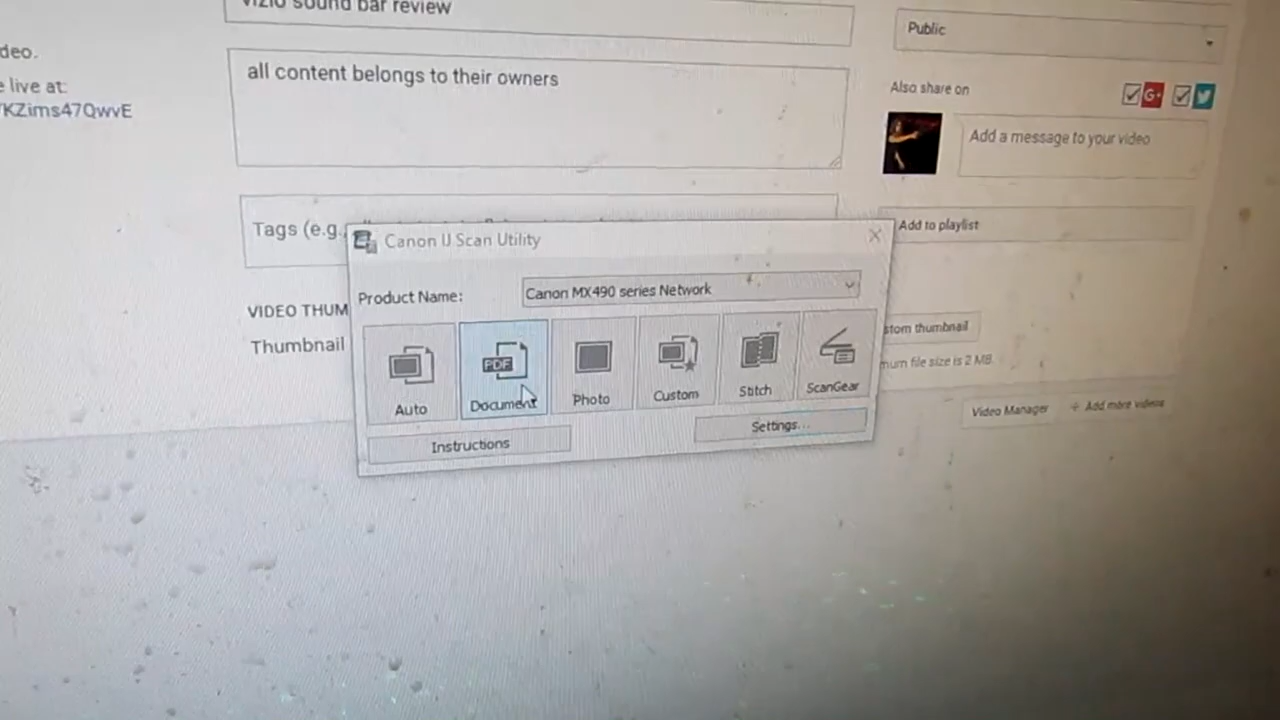 vizio sound bar review
Public
deo.
e live at:
/KZims47QwvE
all content belongs to their owners
Also share on
G+
Add a message to your video
Tags (e.g.,
Add to playlist
Canon IJ Scan Utility
Product Name:
Canon MX490 series Network
VIDEO THUM
Thumbnail
stom thumbnail
mum file size is 2 MB.
PDF
Auto
Document
Photo
Custom
Stitch
ScanGear
Instructions
Settings...
Video Manager
+ Add more videos